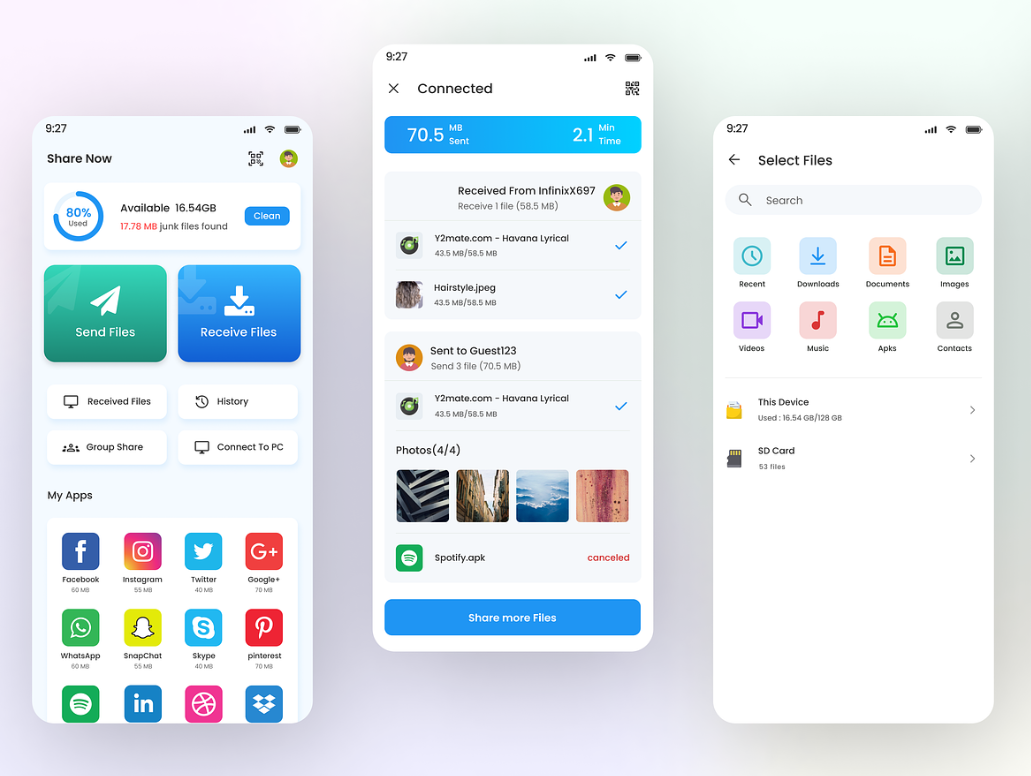 9:27
Share Now
80%
Used
Available 16.54GB
17.78 MB junk files found
Clean
Send Files
Receive Files
Received Files
History
Group Share
Connect To PC
My Apps
Facebook
60 MB
Instagram
55 MB
Twitter
40 MB
Google+
70 MB
WhatsApp
60 MB
SnapChat
55 MB
Skype
40 MB
pinterest
70 MB
9:27
Connected
70.5 MB Sent
2.1 Min Time
Received From InfinixX697
Receive 1 file (58.5 MB)
Y2mate.com - Havana Lyrical
43.5 MB/58.5 MB
Hairstyle.jpeg
43.5 MB/58.5 MB
Sent to Guest123
Send 3 file (70.5 MB)
Y2mate.com - Havana Lyrical
43.5 MB/58.5 MB
Photos(4/4)
Spotify.apk
canceled
Share more Files
9:27
Select Files
Search
Recent
Downloads
Documents
Images
Videos
Music
Apks
Contacts
This Device
Used : 16.54 GB/128 GB
SD Card
53 files